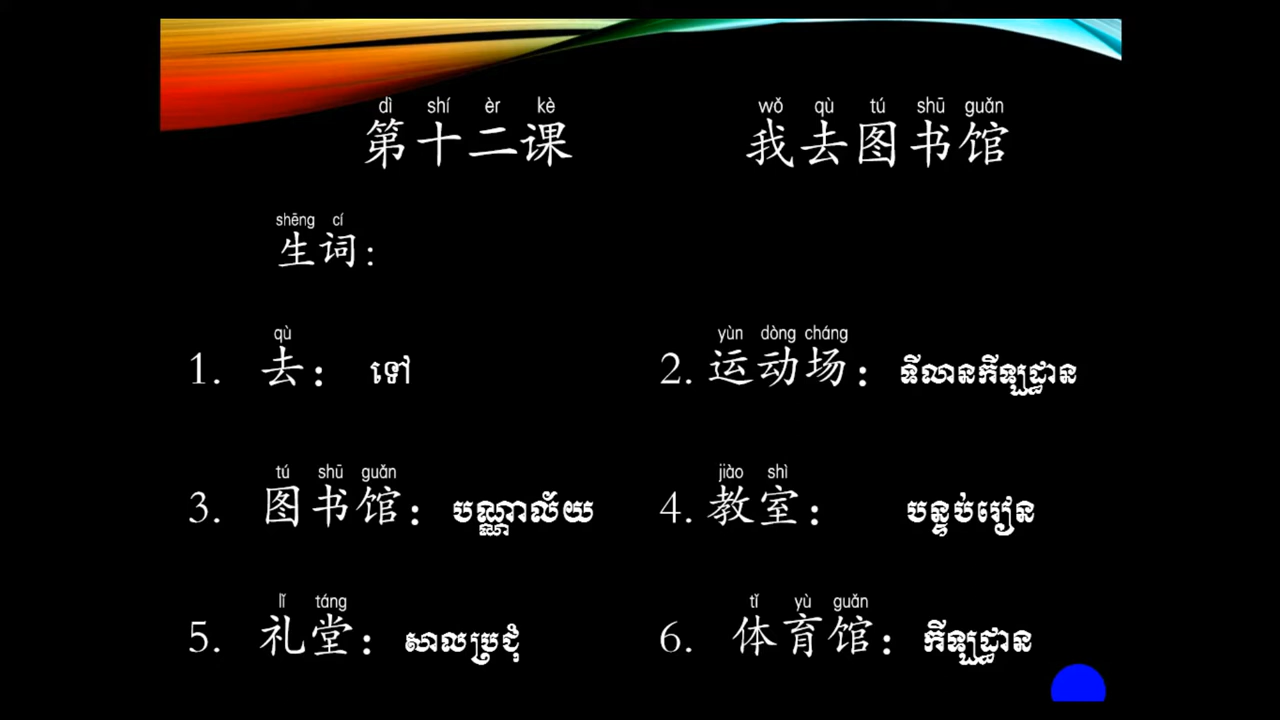 dì shí èr kè wǒ qù tú shū guǎn
第十二课 我去图书馆
shēng cí
生词:
qù yùn dòng cháng
1. 去: ទៅ 2. 运动场: ទីលានកីឡដ្ឋាន
tú shū guǎn jiào shì
3. 图书馆: បណ្ណាល័យ 4. 教室: បន្ទប់រៀន
lǐ táng tǐ yù guǎn
5. 礼堂: សាលប្រជុំ 6. 体育馆: កីឡដ្ឋាន